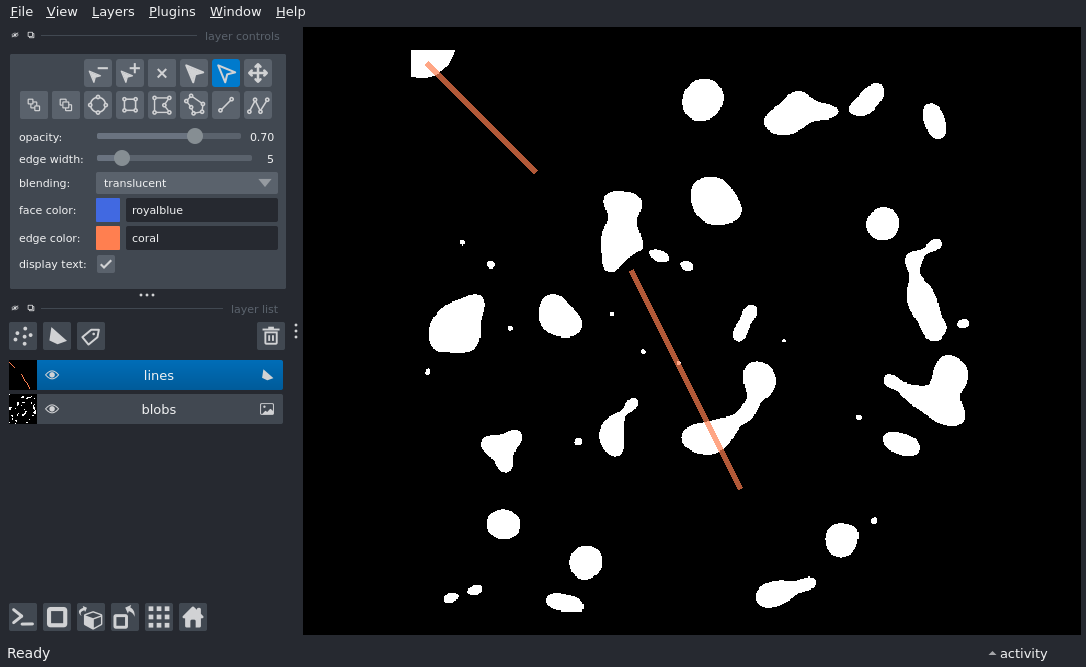 File View Layers Plugins Window Help
layer controls
opacity: 0.70
edge width: 5
blending: translucent
face color: royalblue
edge color: coral
display text:
layer list
lines
blobs
Ready
activity